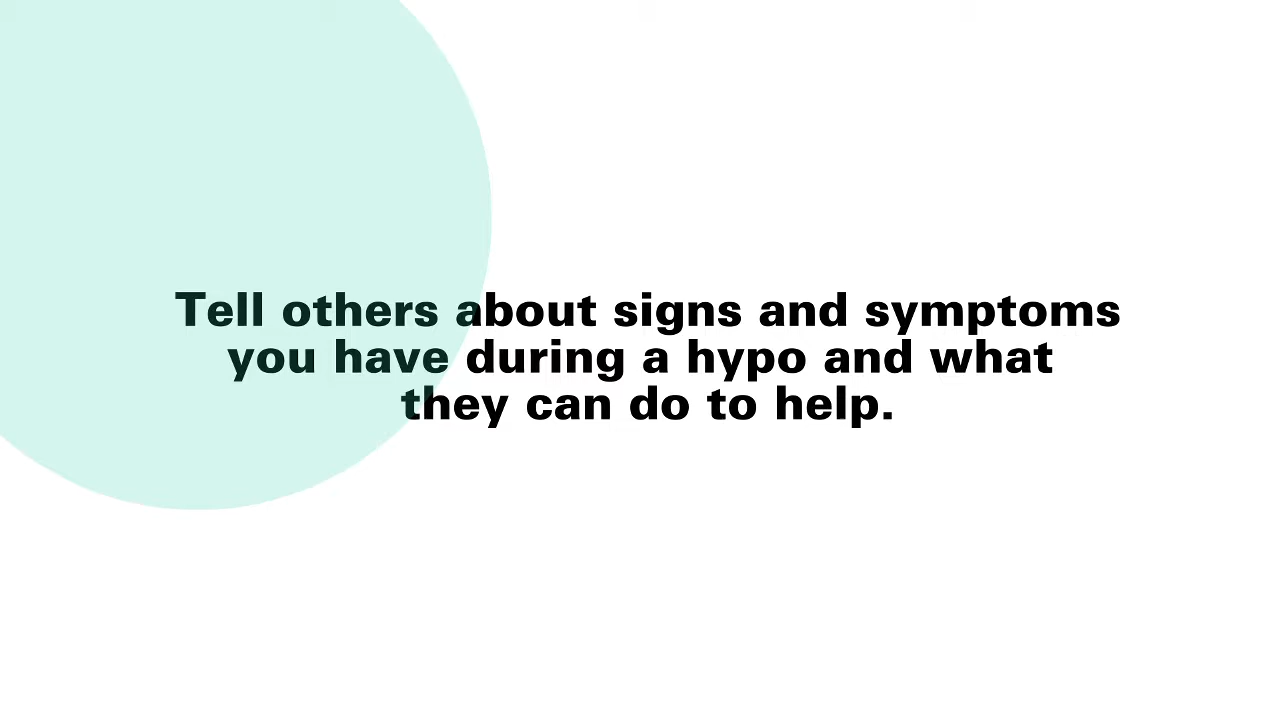 Tell others about signs and symptoms
you have during a hypo and what
they can do to help.